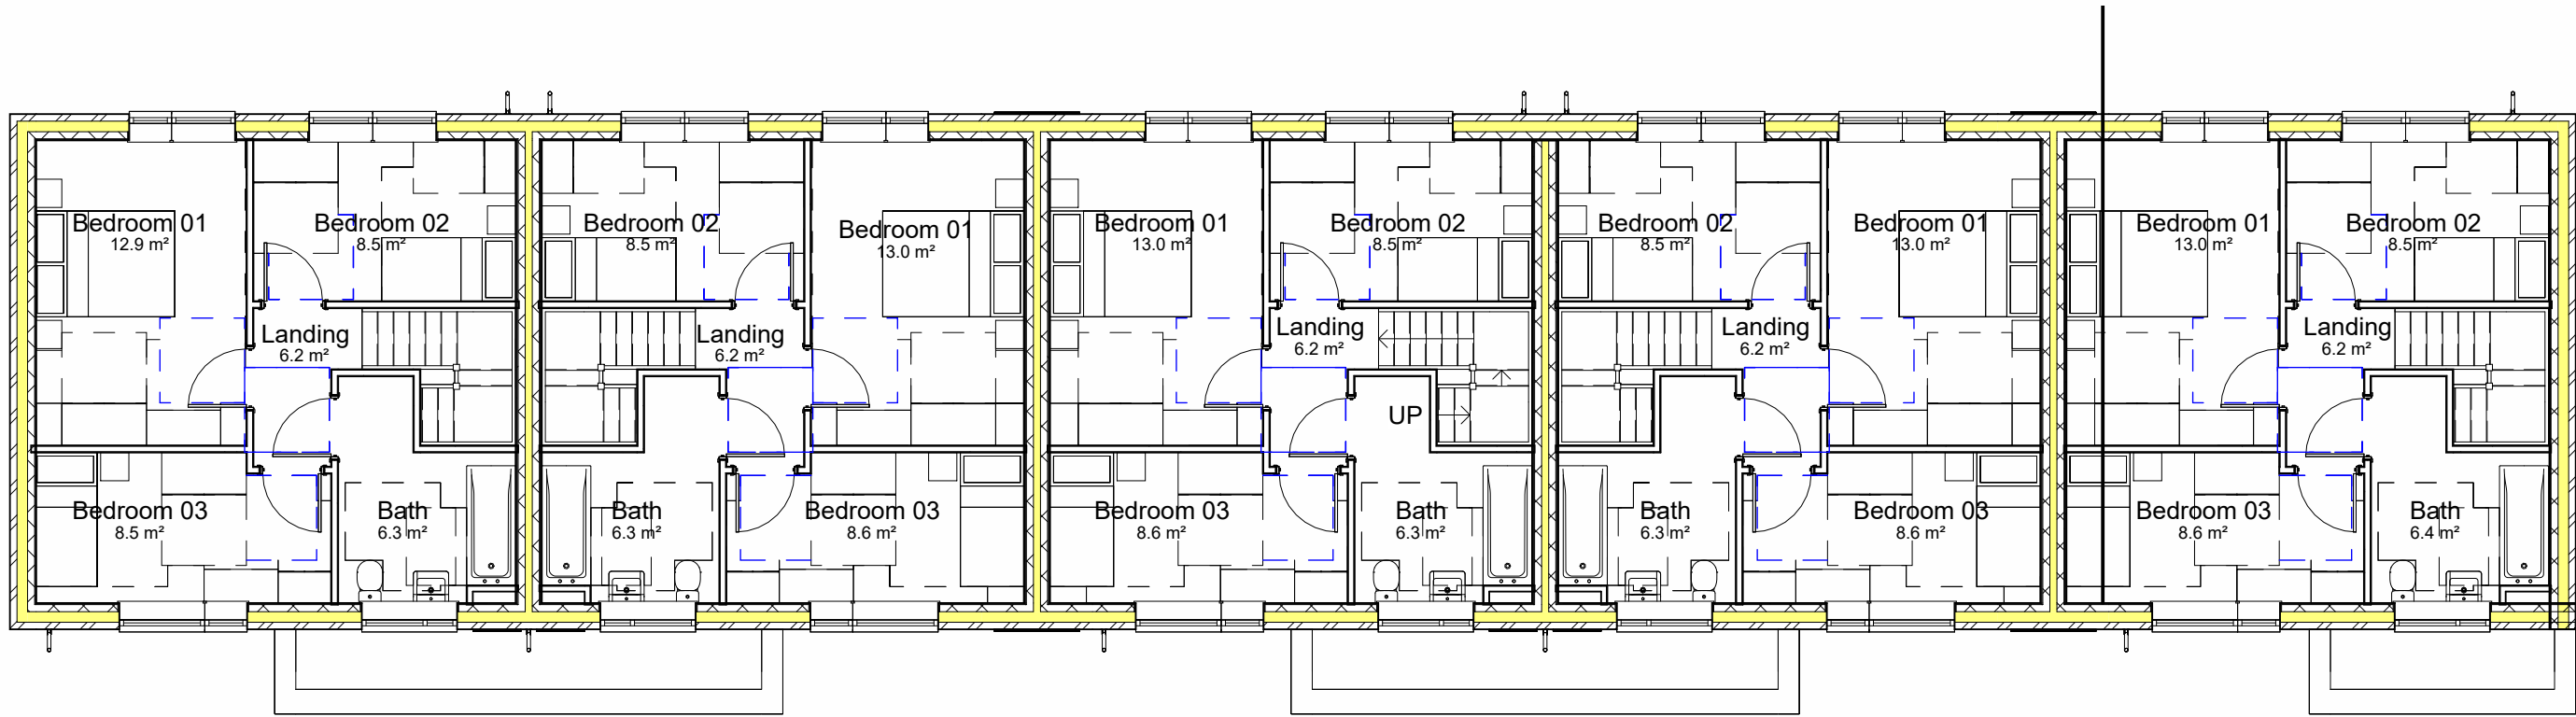 Bedroom 01
12.9 m²
Bedroom 02
8.5 m²
Bedroom 02
8.5 m²
Bedroom 01
13.0 m²
Bedroom 01
13.0 m²
Bedroom 02
8.5 m²
Bedroom 02
8.5 m²
Bedroom 01
13.0 m²
Bedroom 01
13.0 m²
Bedroom 02
8.5 m²
Landing
6.2 m²
Landing
6.2 m²
Landing
6.2 m²
Landing
6.2 m²
Landing
6.2 m²
UP
Bedroom 03
8.5 m²
Bath
6.3 m²
Bath
6.3 m²
Bedroom 03
8.6 m²
Bedroom 03
8.6 m²
Bath
6.3 m²
Bath
6.3 m²
Bedroom 03
8.6 m²
Bedroom 03
8.6 m²
Bath
6.4 m²